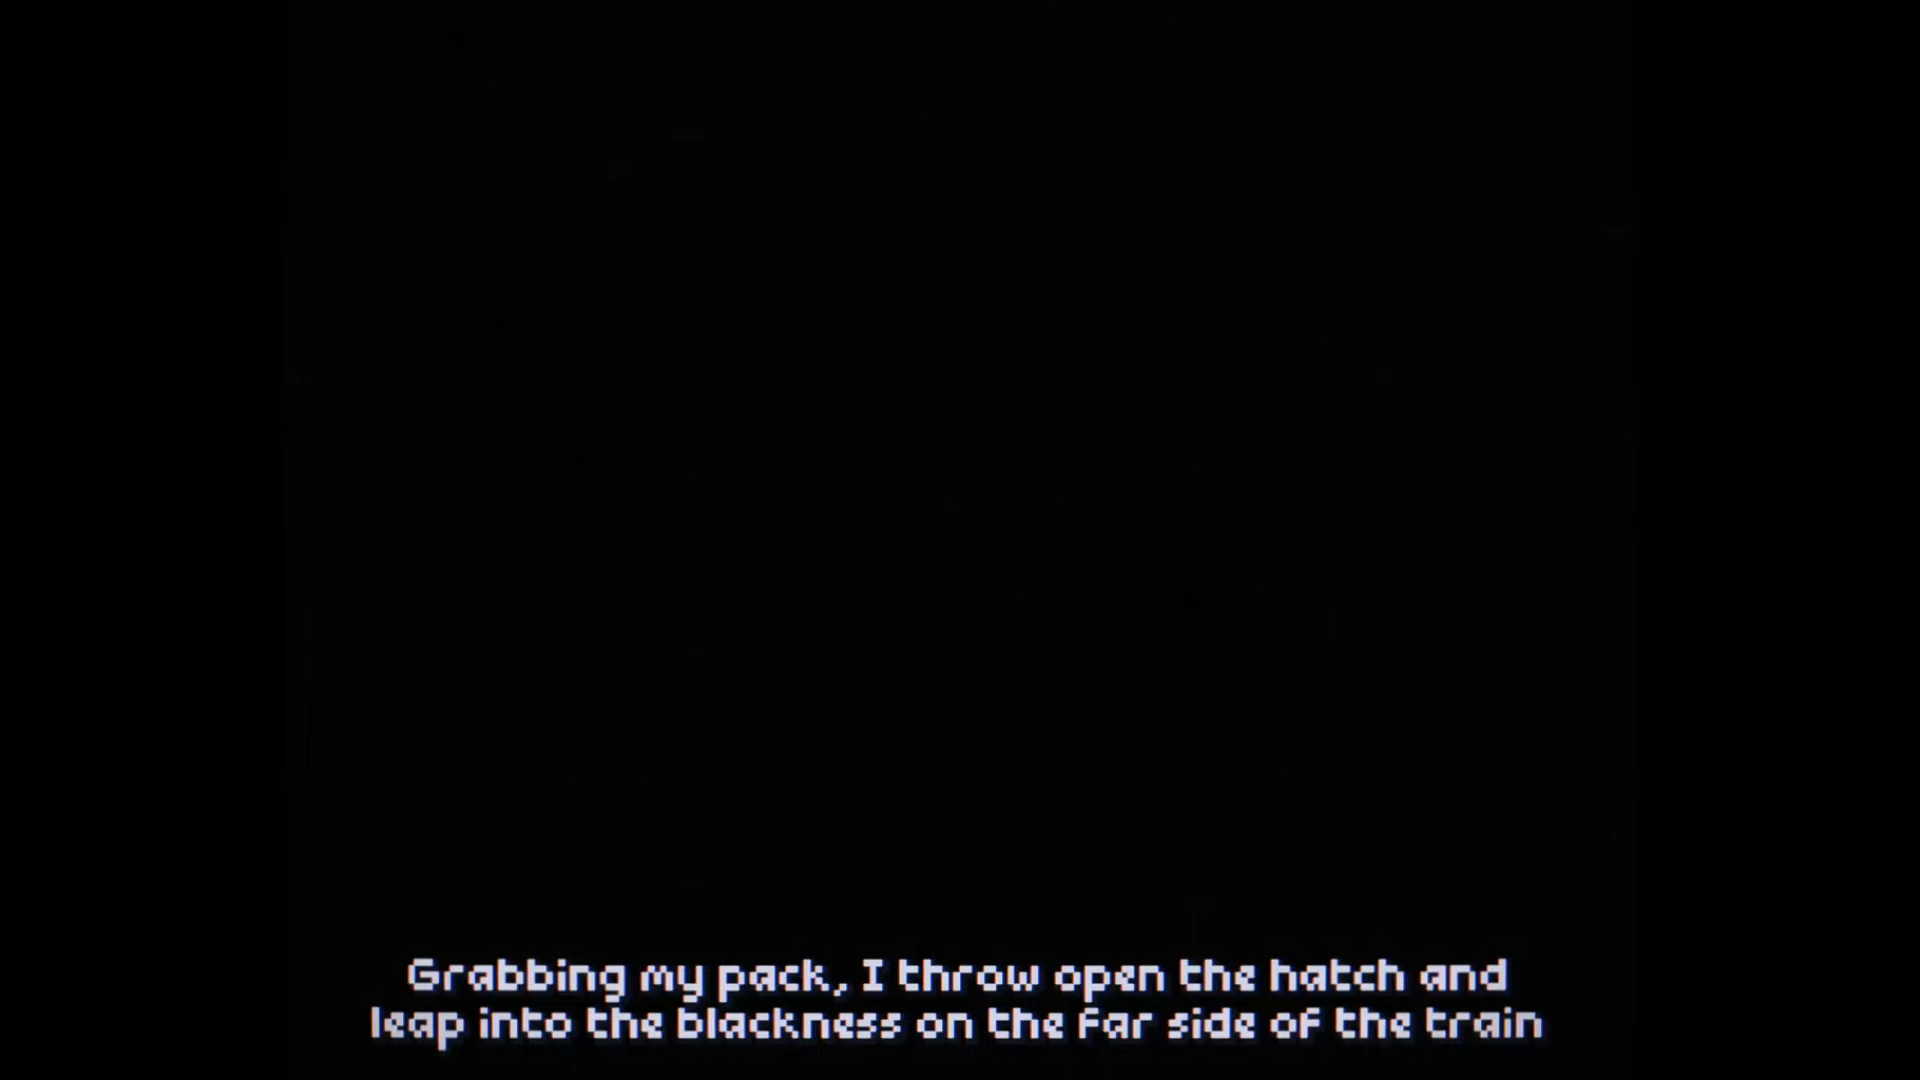 Grabbing my pack, I throw open the hatch and
leap into the blackness on the far side of the train